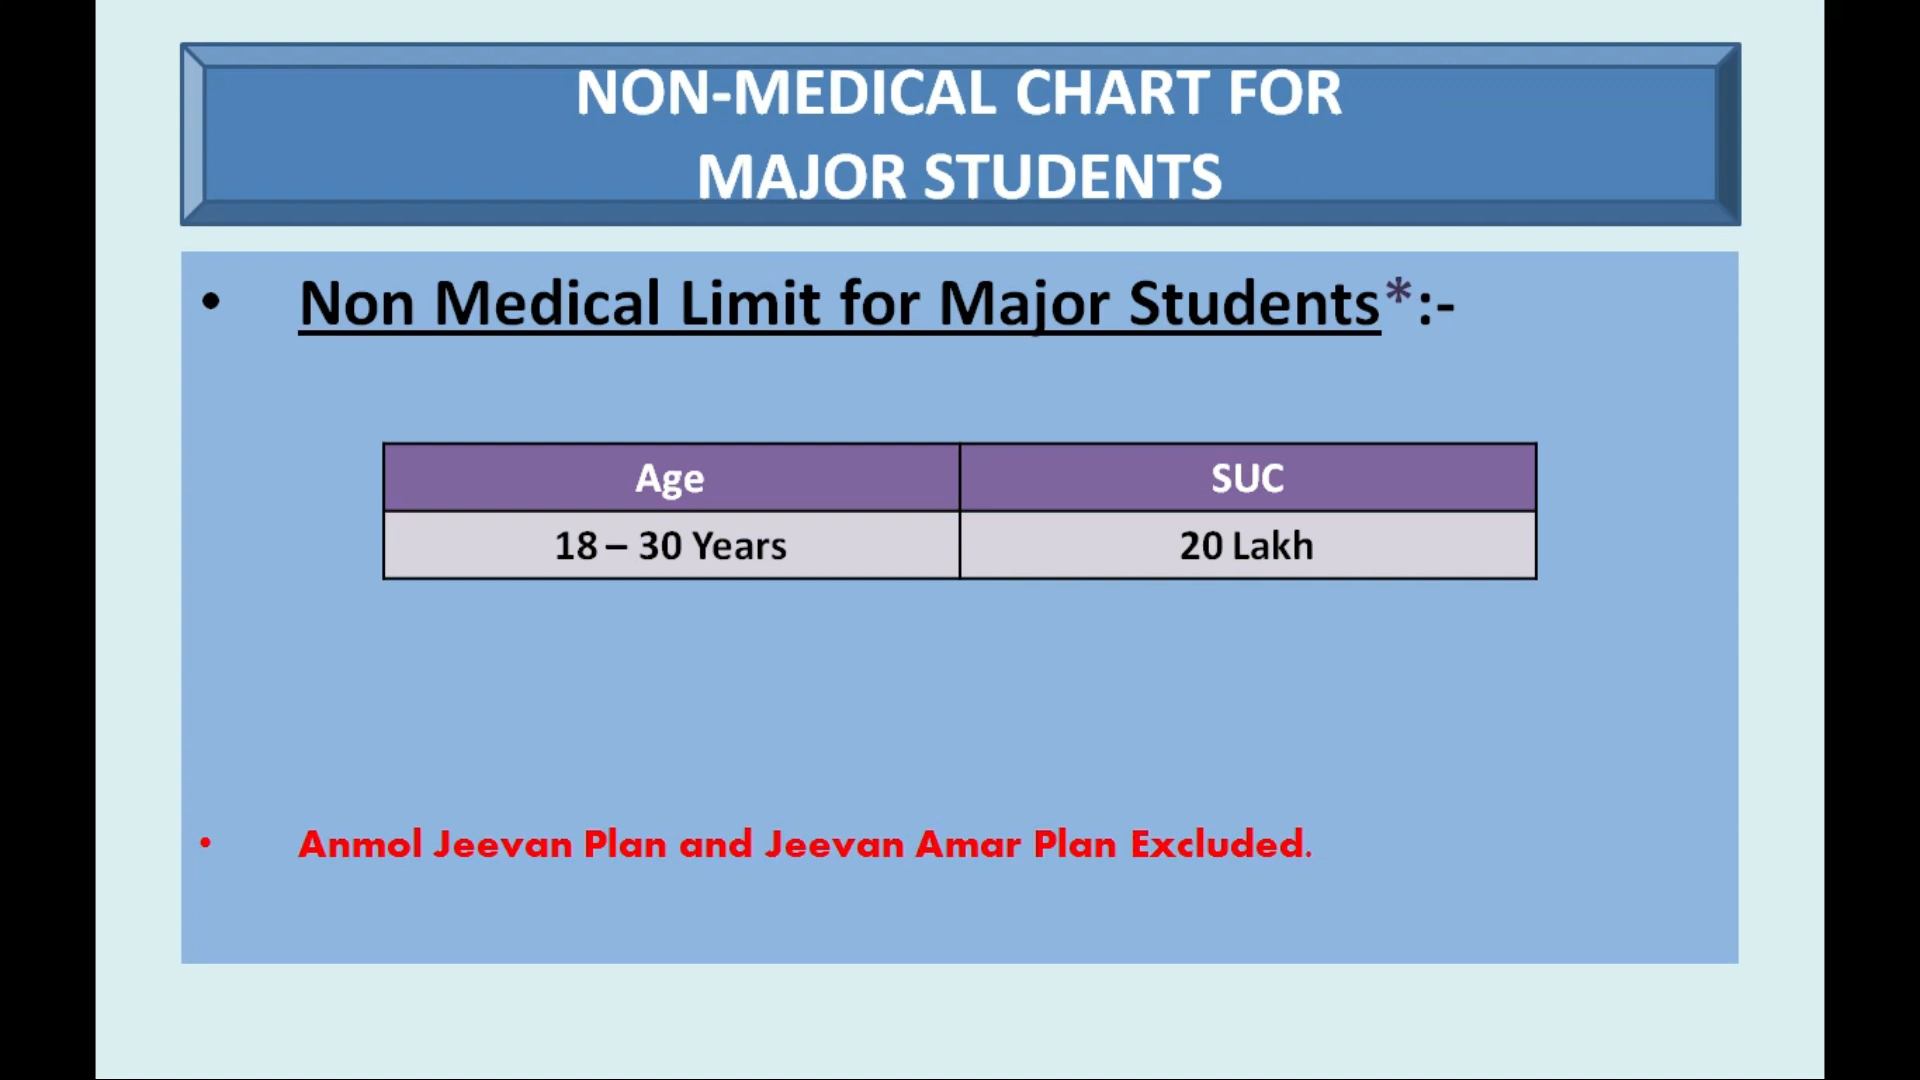 NON-MEDICAL CHART FOR
MAJOR STUDENTS
• Non Medical Limit for Major Students*:-
Age SUC
18 – 30 Years 20 Lakh
• Anmol Jeevan Plan and Jeevan Amar Plan Excluded.